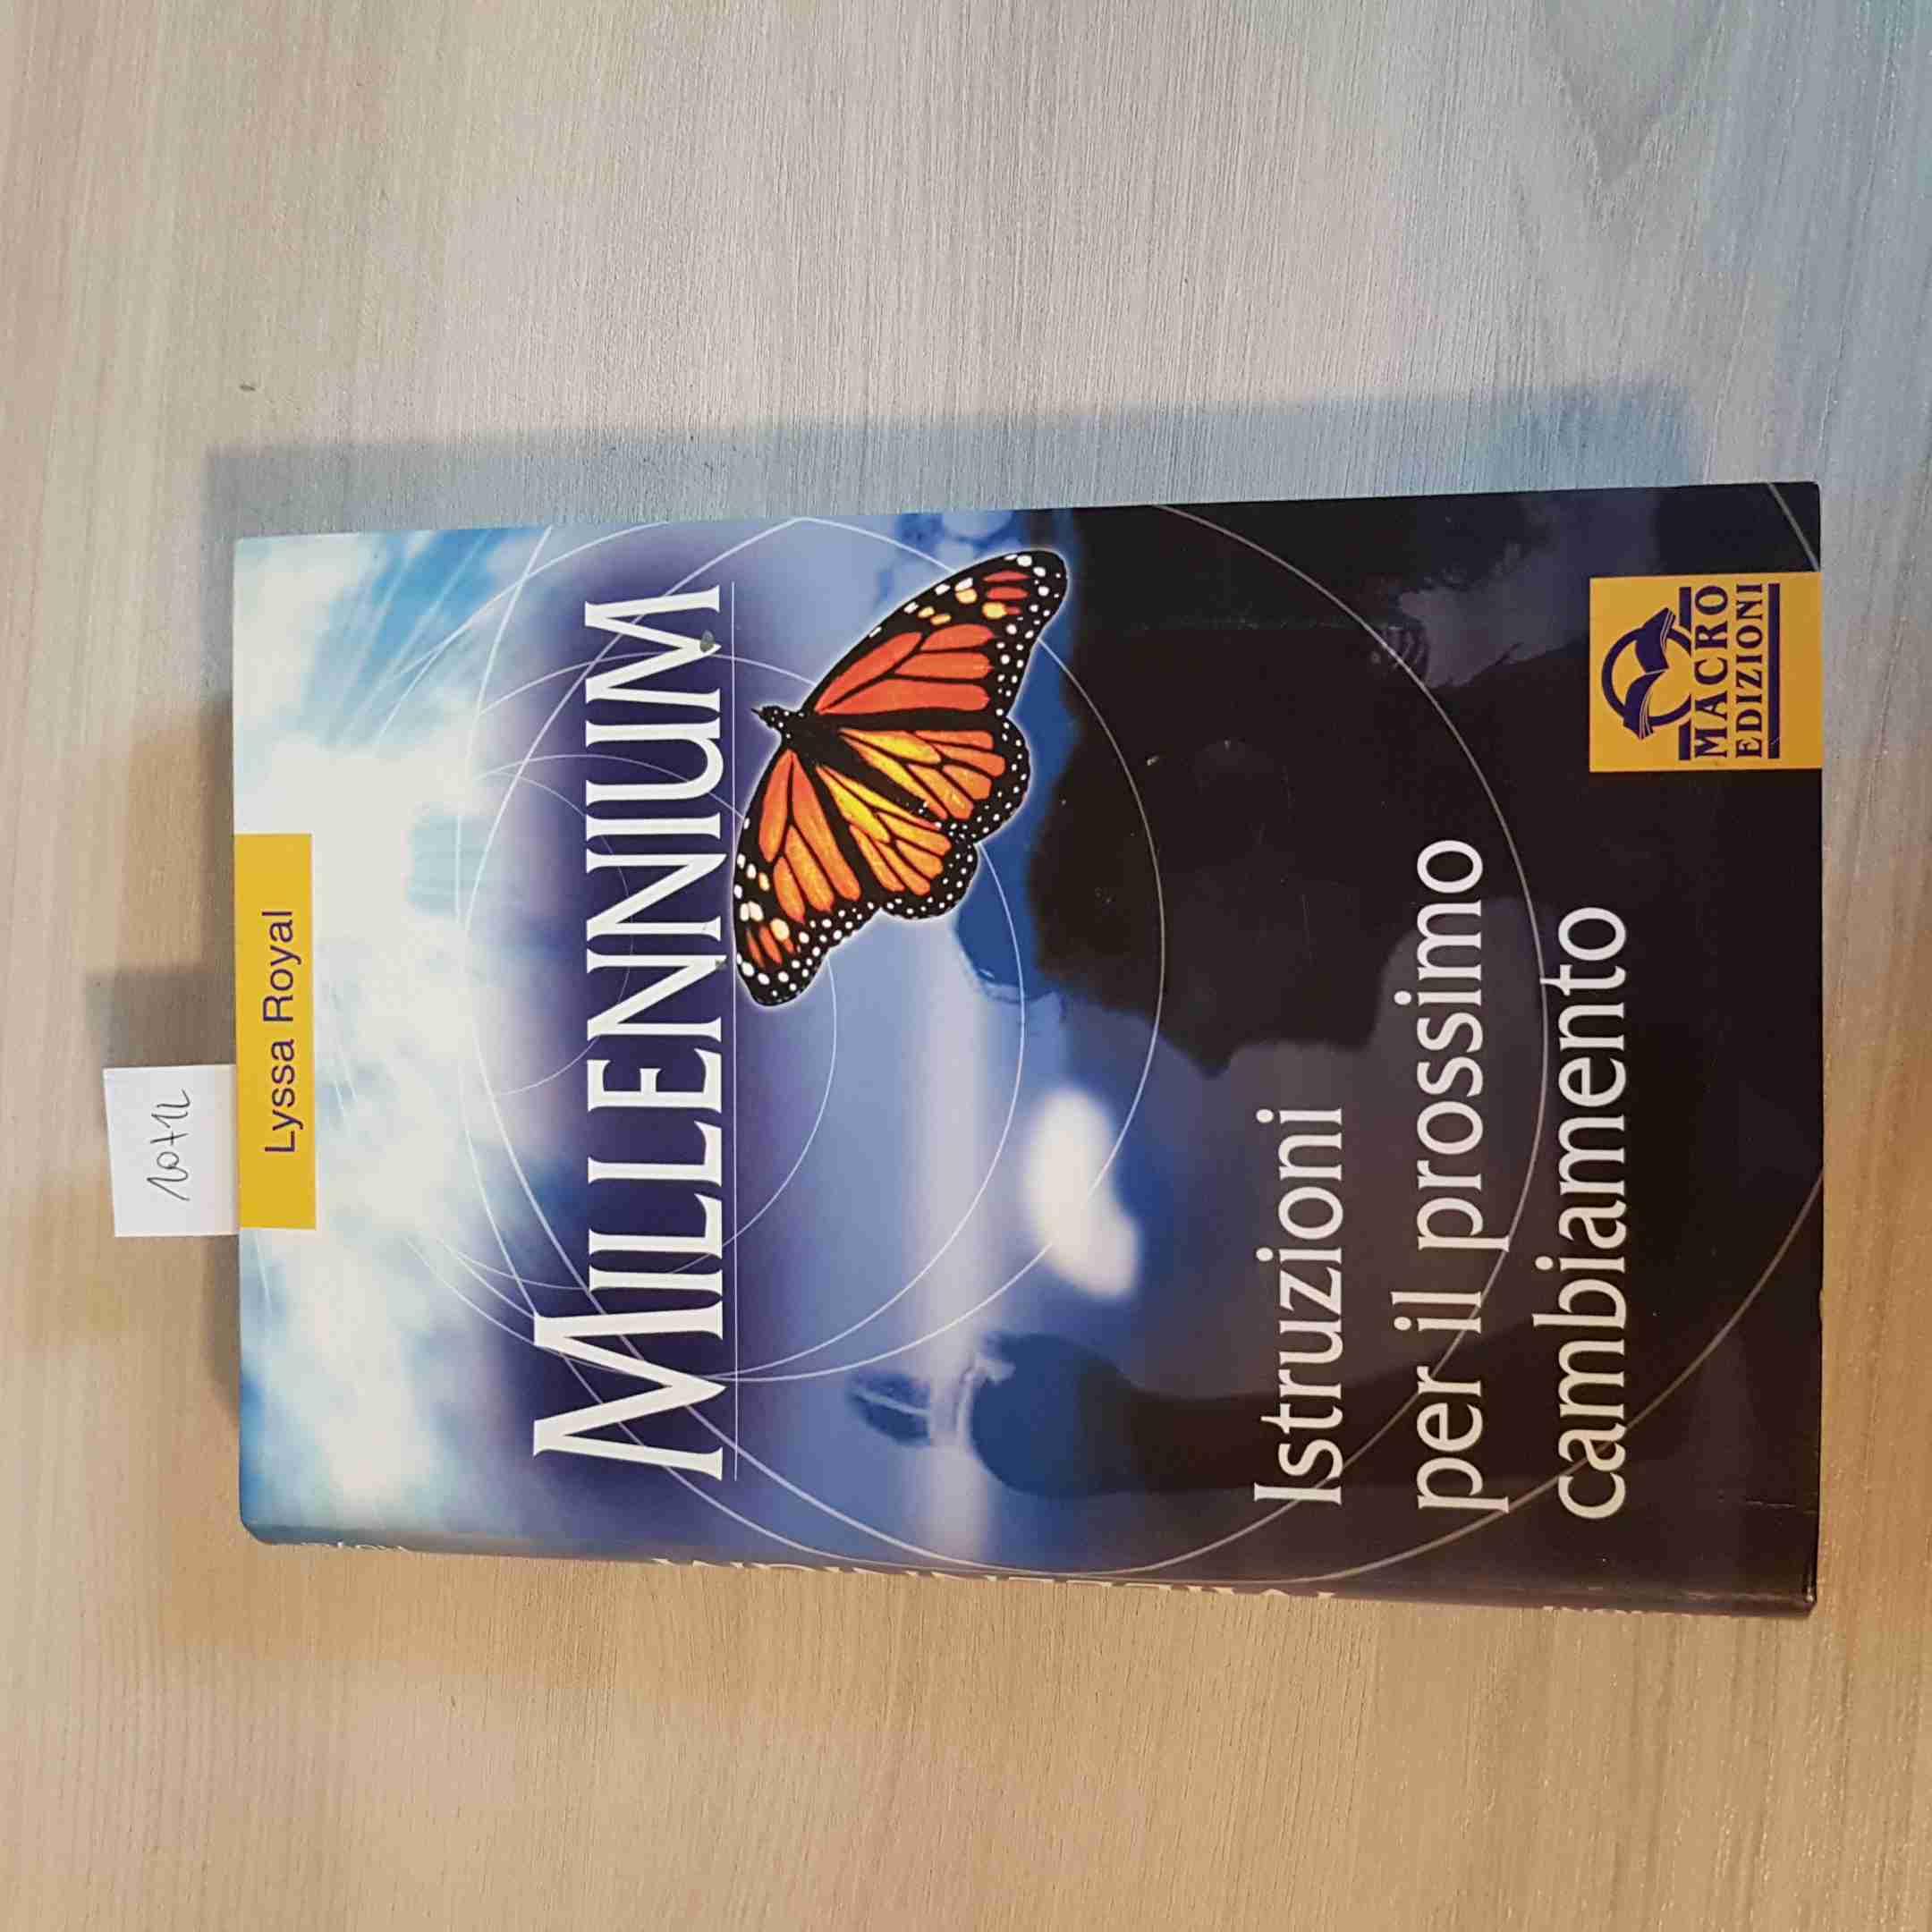 Lyssa Royal
MILLENNIUM
Istruzioni
per il prossimo
cambiamento
MACRO
EDIZIONI